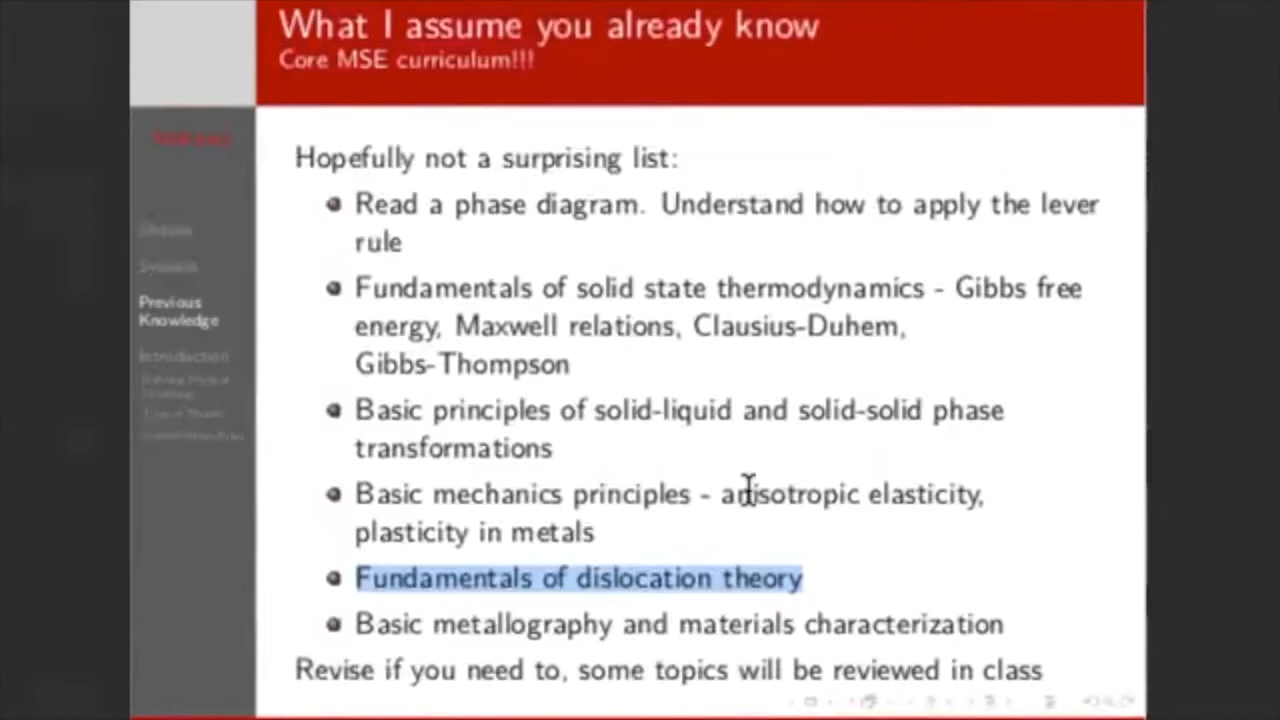 What I assume you already know
Core MSE curriculum!!!
Hopefully not a surprising list:
Read a phase diagram. Understand how to apply the lever
rule
Fundamentals of solid state thermodynamics - Gibbs free
energy, Maxwell relations, Clausius-Duhem,
Gibbs-Thompson
Basic principles of solid-liquid and solid-solid phase
transformations
Basic mechanics principles - anisotropic elasticity,
plasticity in metals
Fundamentals of dislocation theory
Basic metallography and materials characterization
Revise if you need to, some topics will be reviewed in class
Previous
Knowledge
Introduction